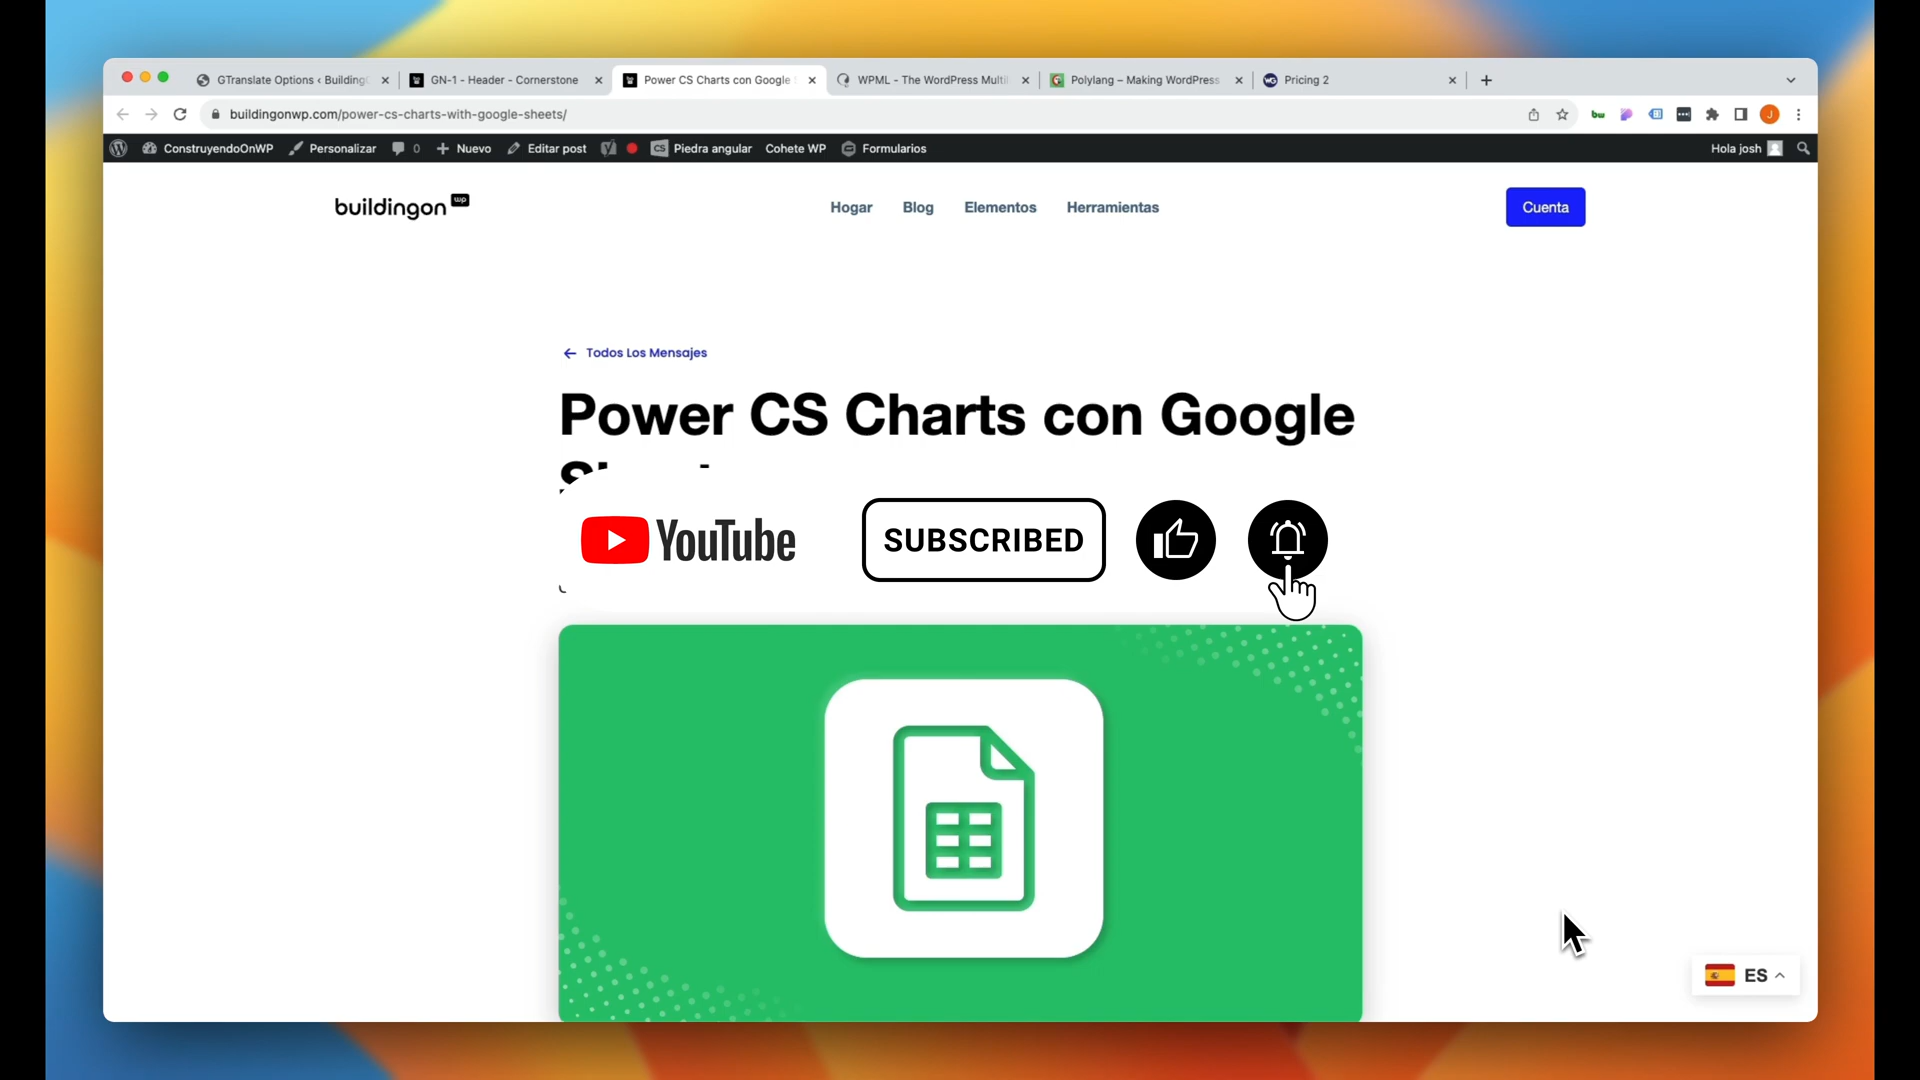 GTranslate Options ‹ Building
GN-1 - Header - Cornerstone
Power CS Charts con Google
WPML - The WordPress Multil
Polylang – Making WordPress
Pricing 2
buildingonwp.com/power-cs-charts-with-google-sheets/
J
ConstruyendoOnWP
Personalizar
0
Nuevo
Editar post
CS Piedra angular
Cohete WP
Formularios
Hola josh
buildingon wp
Hogar
Blog
Elementos
Herramientas
Cuenta
Todos Los Mensajes
Power CS Charts con Google
YouTube
SUBSCRIBED
ES